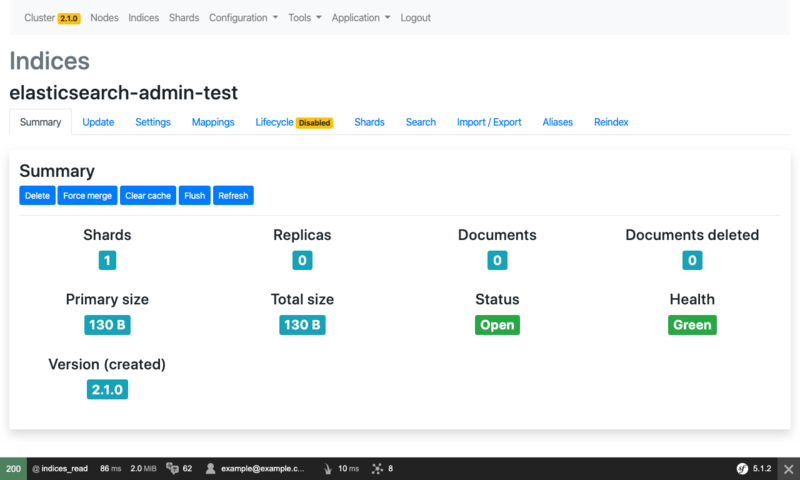 Cluster 2.1.0 Nodes Indices Shards Configuration Tools Application Logout
Indices
elasticsearch-admin-test
Summary Update Settings Mappings Lifecycle Disabled Shards Search Import / Export Aliases Reindex
Summary
Delete Force merge Clear cache Flush Refresh
Shards Replicas Documents Documents deleted
1 0 0 0
Primary size Total size Status Health
130 B 130 B Open Green
Version (created)
2.1.0
200 @ indices_read 86 ms 2.0 MiB 62 example@example.c... 10 ms 8 sf 5.1.2